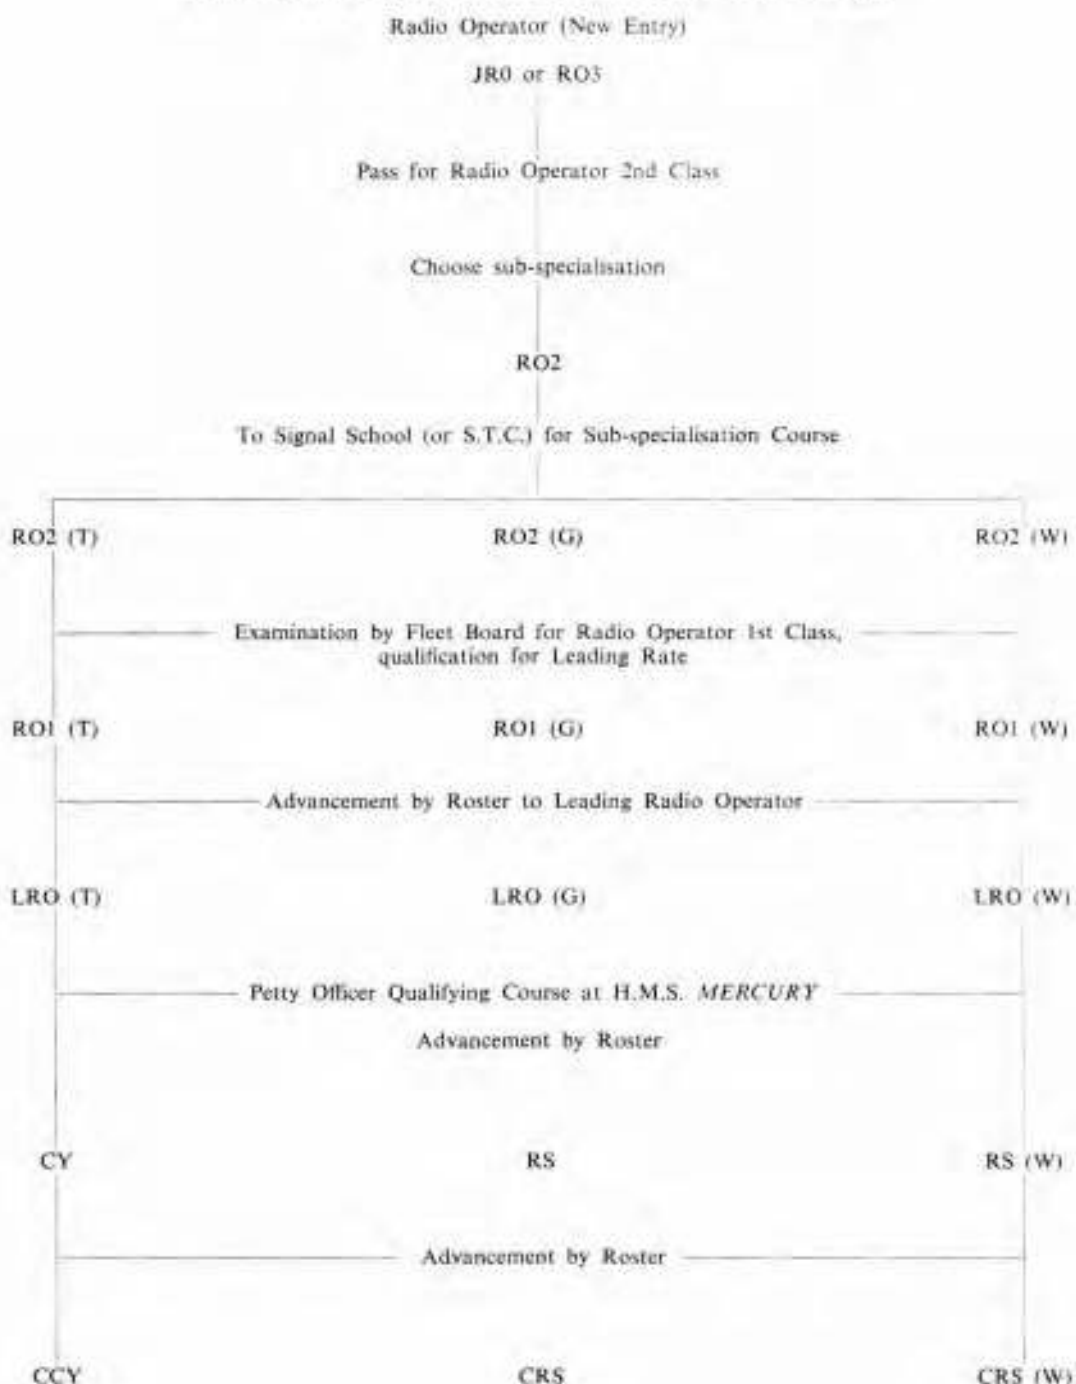 Radio Operator (New Entry)
JR0 or RO3
Pass for Radio Operator 2nd Class
Choose sub-specialisation
RO2
To Signal School (or S.T.C.) for Sub-specialisation Course
RO2 (T) RO2 (G) RO2 (W)
Examination by Fleet Board for Radio Operator 1st Class,
qualification for Leading Rate
RO1 (T) RO1 (G) RO1 (W)
Advancement by Roster to Leading Radio Operator
LRO (T) LRO (G) LRO (W)
Petty Officer Qualifying Course at H.M.S. MERCURY
Advancement by Roster
CY RS RS (W)
Advancement by Roster
CCY CRS CRS (W)